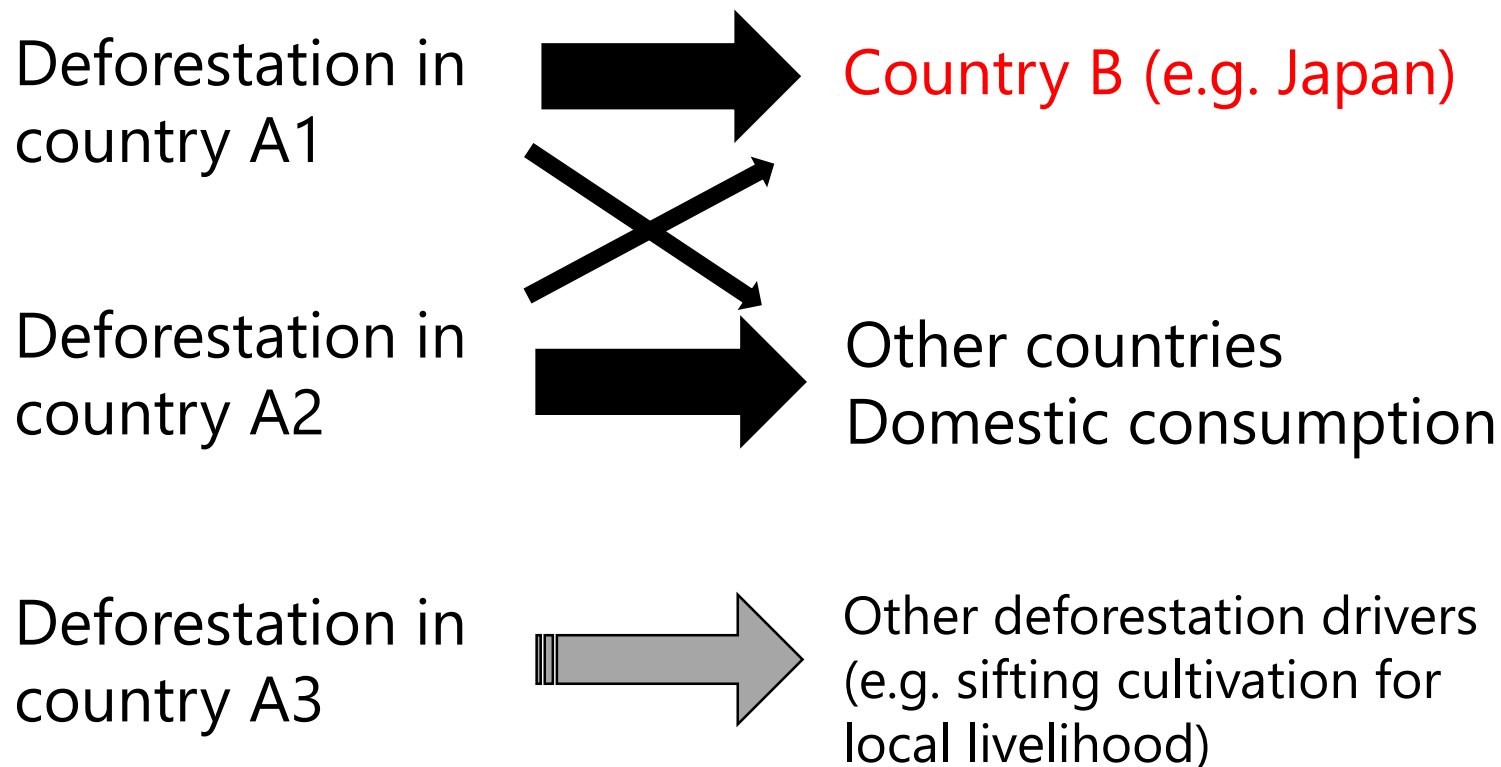 Deforestation in
country A1
Country B (e.g. Japan)
Deforestation in
country A2
Other countries
Domestic consumption
Deforestation in
country A3
Other deforestation drivers
(e.g. sifting cultivation for
local livelihood)